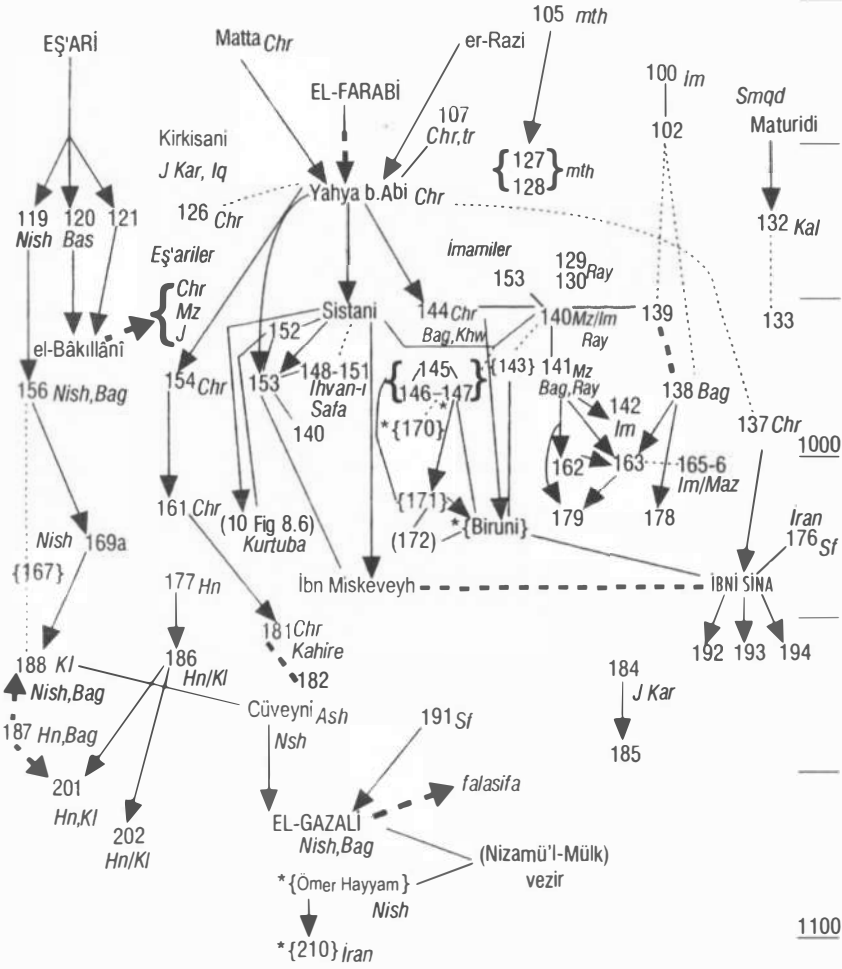 105 mth
EŞ'ARİ
Matta Chr
er-Razi
100 Im
EL-FARABİ
Smqd
107
Chr,tr
102
Maturidi
Kirkisani
J Kar, Iq
{127
128} mth
Yahya b.Abi Chr
126 Chr
119
Nish
120
Bas
121
132 Kal
Eş'ariler
İmamiler
129
130 Ray
153
{Chr
Mz
J
Sistani
144 Chr
Bag,Khw
140 Mz/Im
Ray
139
133
152
el-Bâkıllânî
156 Nish,Bag
154 Chr
153
148-151
Ihvan-ı
Safa
{145
146-147}
{143}
141 Mz
Bag,Ray
138 Bag
142
Im
137 Chr
140
*
*{170}
1000
162
163
165-6
Im/Maz
161 Chr
(10 Fig 8.6)
Kurtuba
{171}
(172)
*{Biruni}
179
178
Iran
176 Sf
Nish
169a
{167}
177 Hn
Ibn Miskeveyh
İBNİ SİNA
181 Chr
Kahire
182
188 Kl
Nish,Bag
186
Hn/Kl
192
193
194
184
J Kar
185
Cüveyni Ash
Nsh
191 Sf
187 Hn,Bag
201
Hn,Kl
falasifa
202
Hn/Kl
EL-GAZALİ
Nish,Bag
(Nizamü'l-Mülk)
vezir
*{Ömer Hayyam}
Nish
1100
*{210} İran